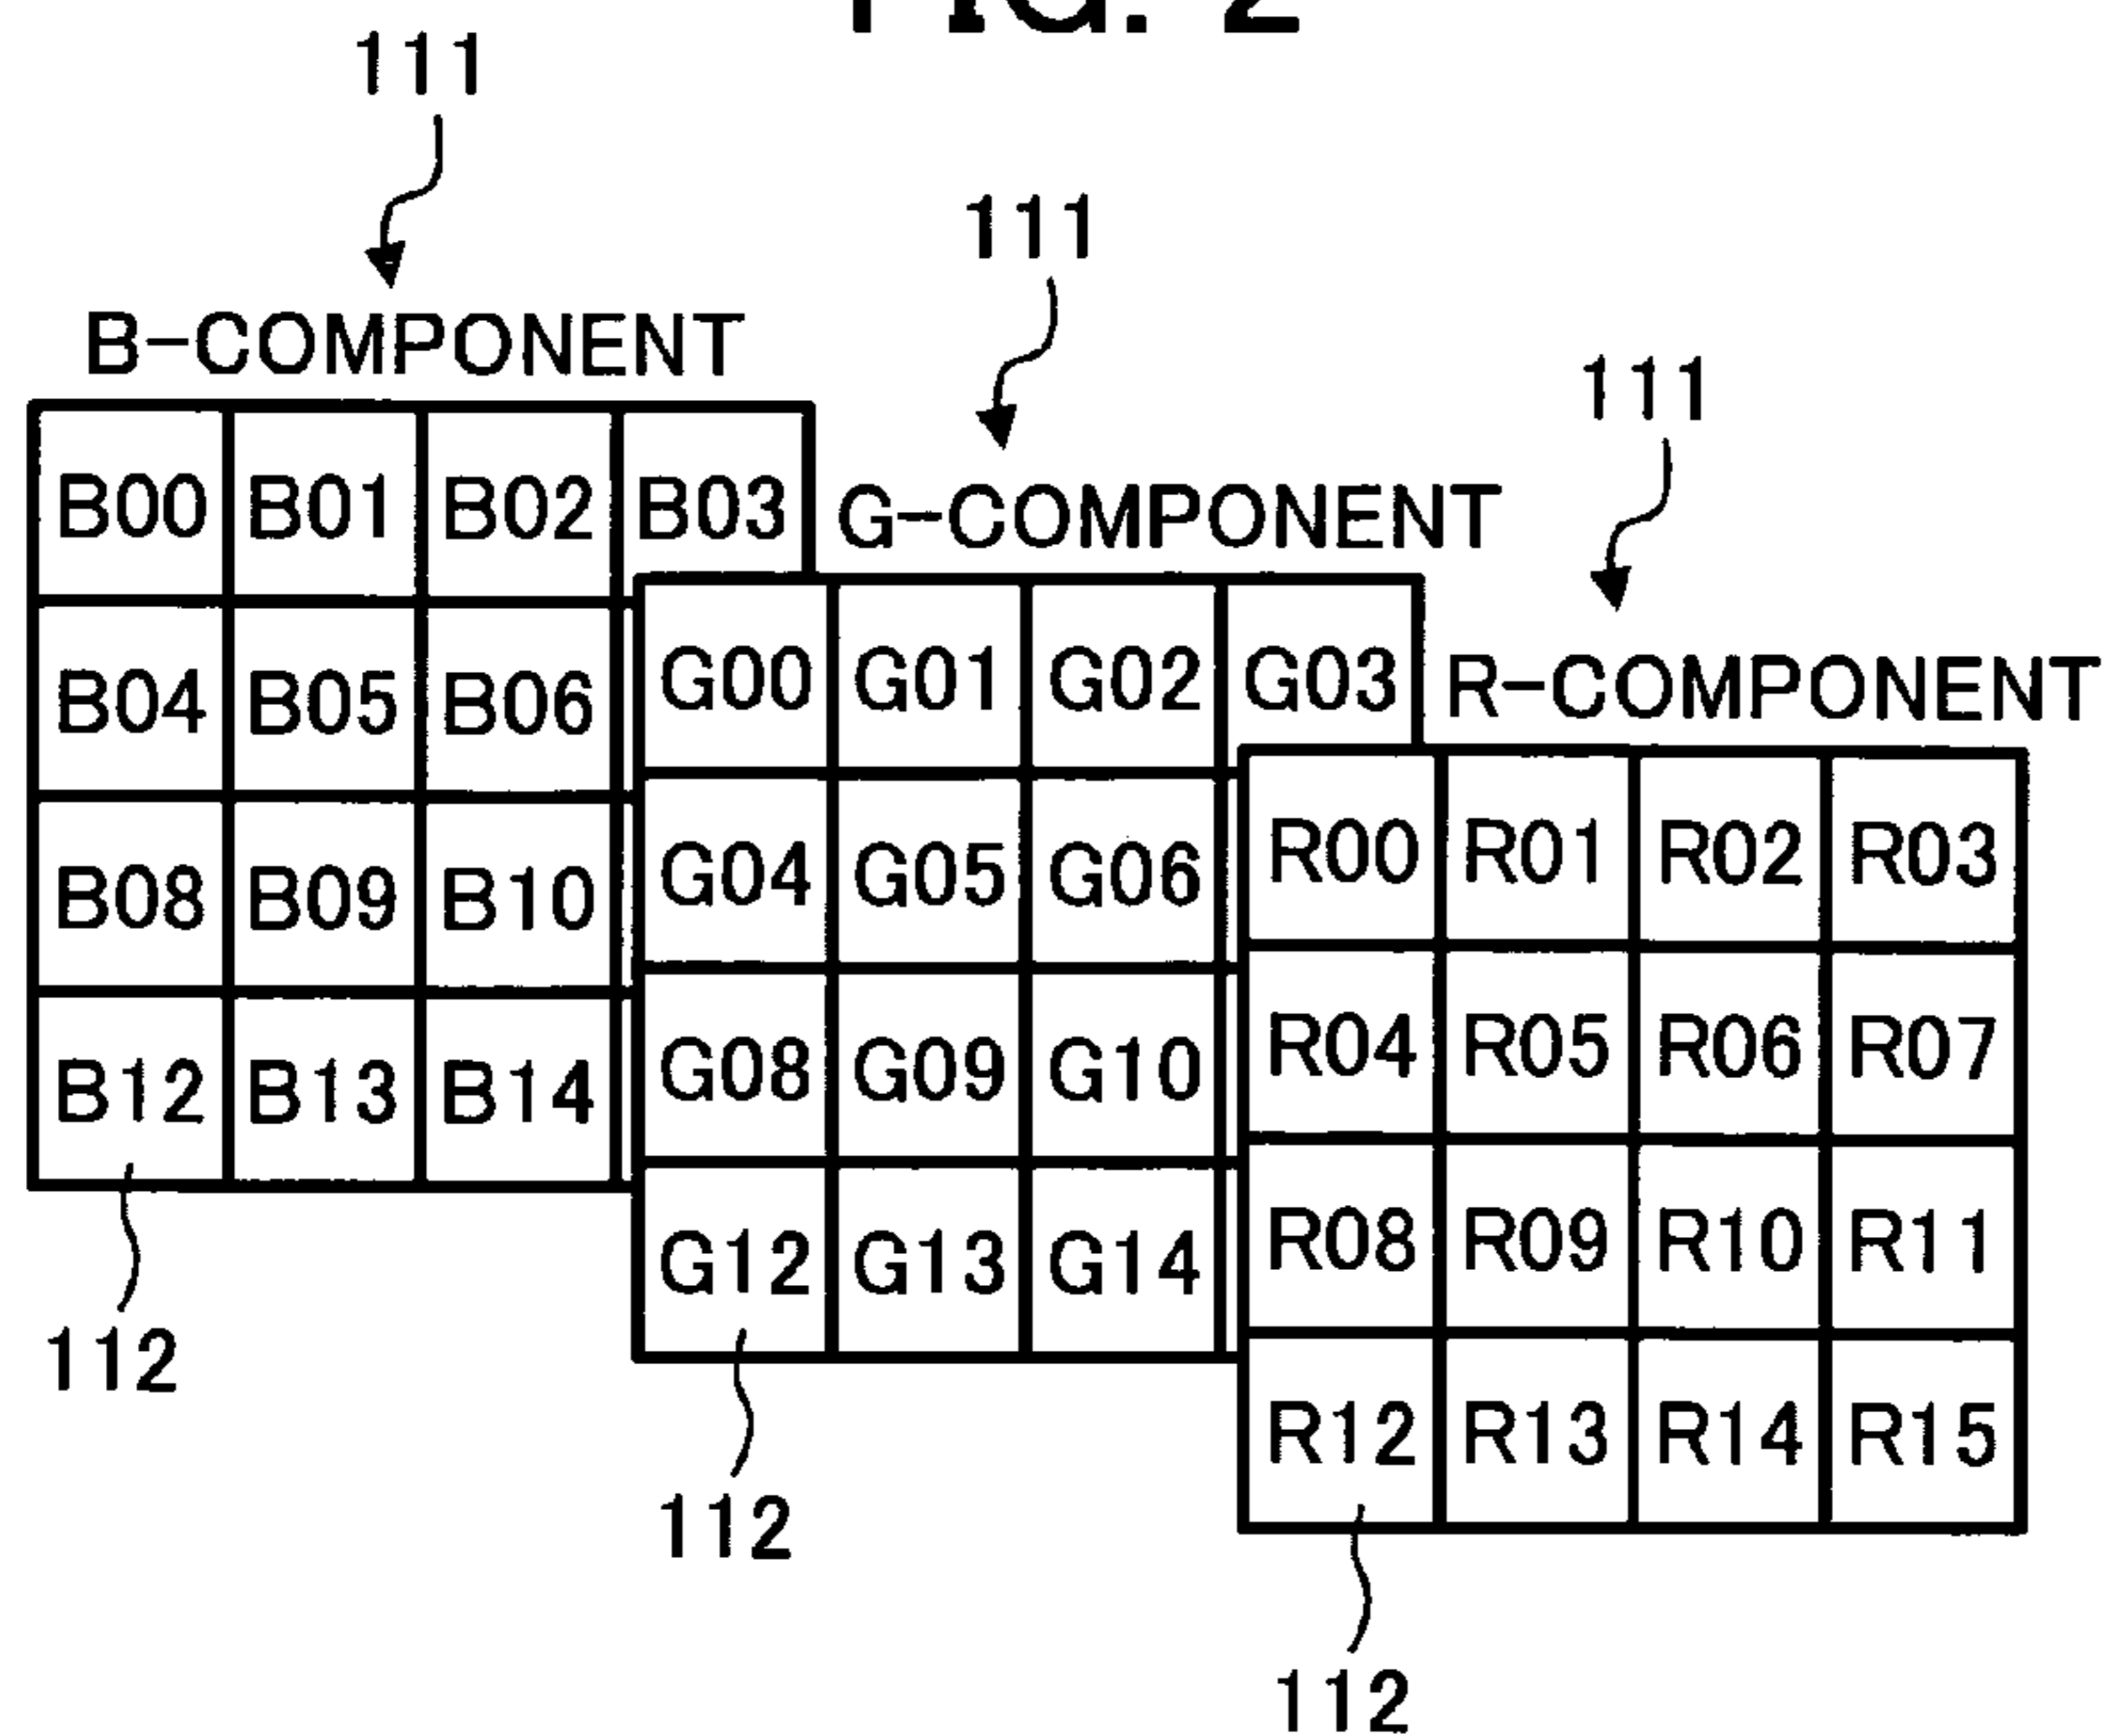 FIG. 2
111
111
111
B-COMPONENT
G-COMPONENT
R-COMPONENT
B00 B01 B02 B03
B04 B05 B06
B08 B09 B10
B12 B13 B14
G00 G01 G02 G03
G04 G05 G06
G08 G09 G10
G12 G13 G14
R00 R01 R02 R03
R04 R05 R06 R07
R08 R09 R10 R11
R12 R13 R14 R15
112
112
112